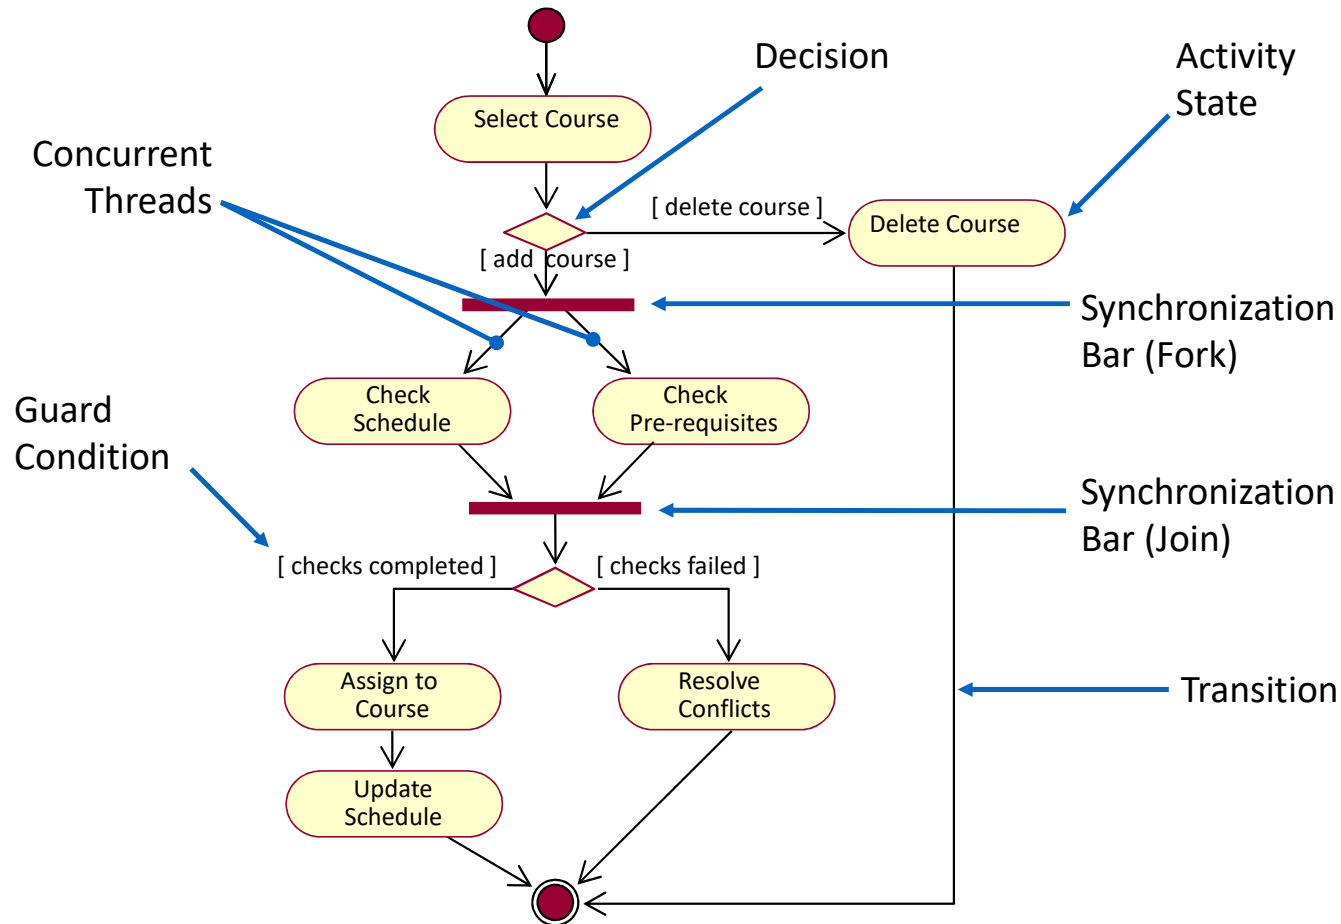 Decision
Activity
State
Select Course
Concurrent
Threads
[ delete course ]
Delete Course
[ add  course ]
Synchronization
Bar (Fork)
Check
Schedule
Check
Pre-requisites
Guard
Condition
Synchronization
Bar (Join)
[ checks completed ]
[ checks failed ]
Assign to
Course
Resolve
Conflicts
Transition
Update
Schedule